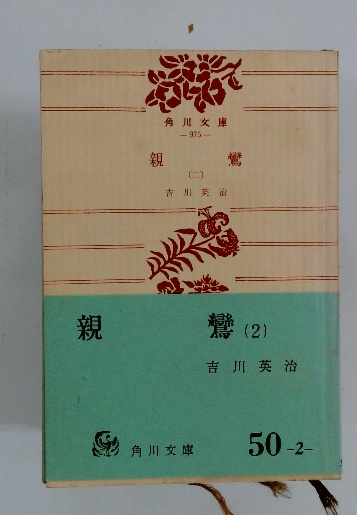 角川文庫
—975—
親鸞
(二)
吉川英治
親鸞(2)
吉川英治
角川文庫 50-2-